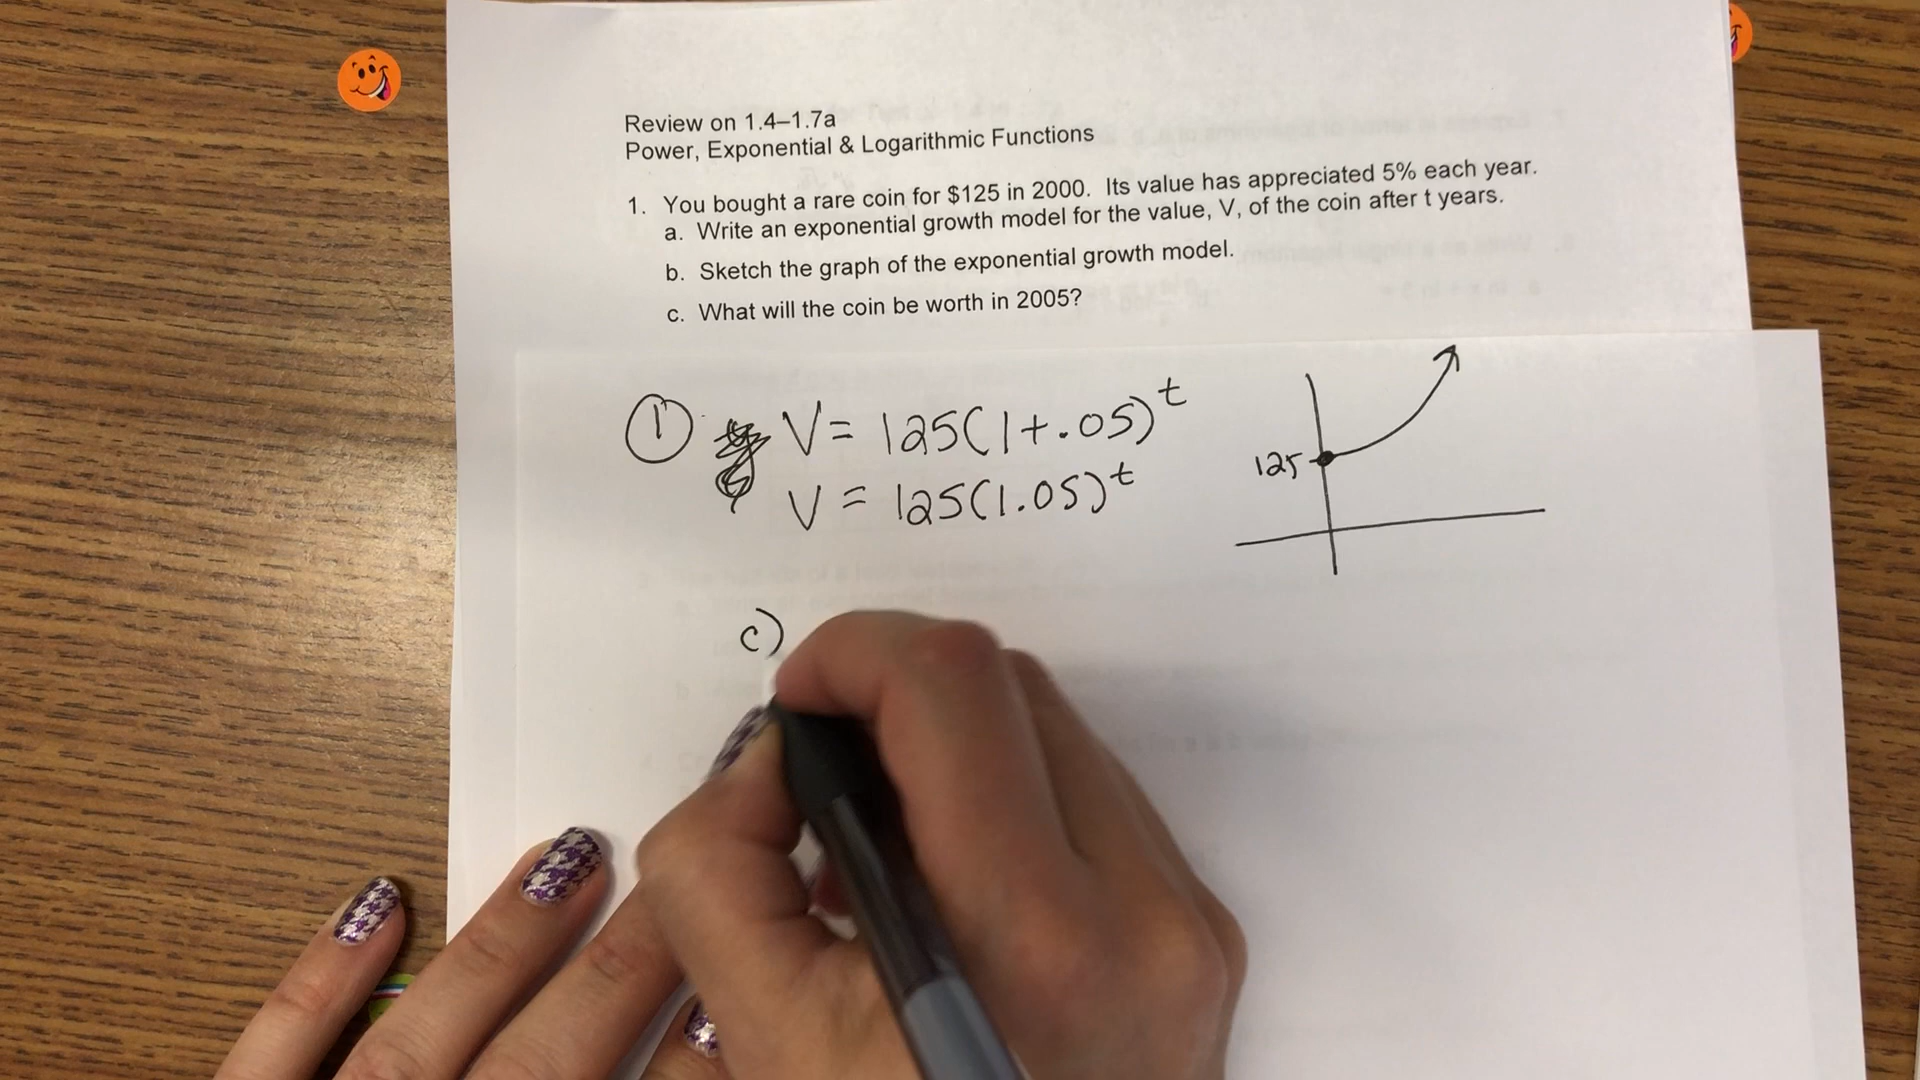 Review on 1.4–1.7a
Power, Exponential & Logarithmic Functions
1. You bought a rare coin for $125 in 2000. Its value has appreciated 5% each year.
a. Write an exponential growth model for the value, V, of the coin after t years.
b. Sketch the graph of the exponential growth model.
c. What will the coin be worth in 2005?
① V = 125(1+.05)^t
V = 125(1.05)^t
125
c)